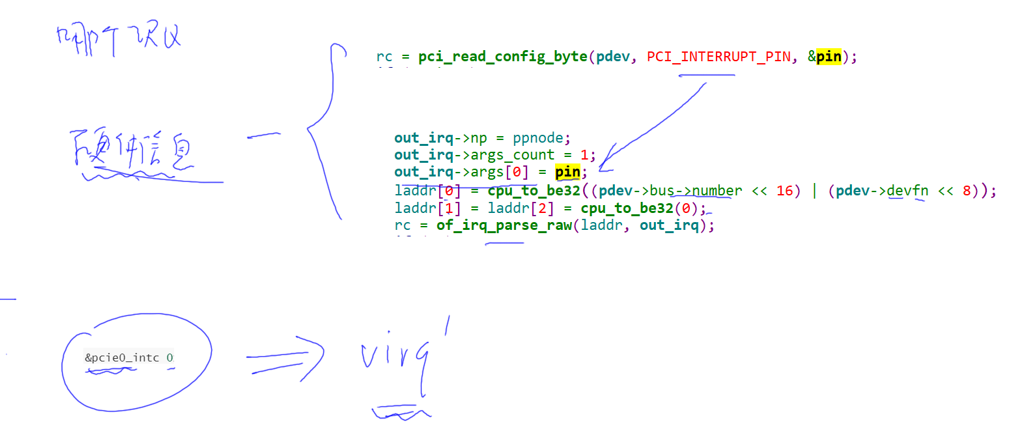 哪个设备
rc = pci_read_config_byte(pdev, PCI_INTERRUPT_PIN, &pin);
硬件信息
out_irq->np = ppnode;
out_irq->args_count = 1;
out_irq->args[0] = pin;
laddr[0] = cpu_to_be32((pdev->bus->number << 16) | (pdev->devfn << 8));
laddr[1] = laddr[2] = cpu_to_be32(0);
rc = of_irq_parse_raw(laddr, out_irq);
&pcie0_intc 0
virq'